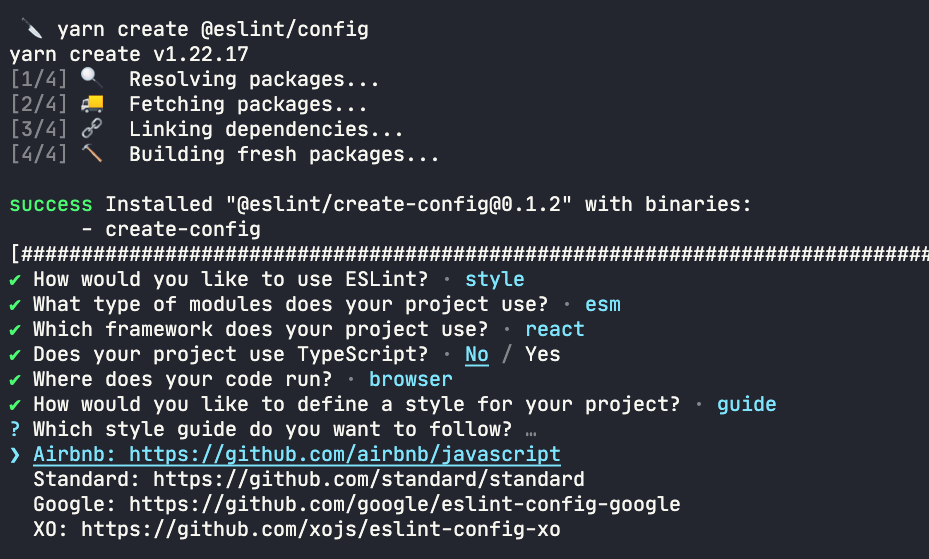 🔪 yarn create @eslint/config
yarn create v1.22.17
[1/4] 🔍 Resolving packages...
[2/4] 🚚 Fetching packages...
[3/4] 🔗 Linking dependencies...
[4/4] 🔨 Building fresh packages...
success Installed "@eslint/create-config@0.1.2" with binaries:
- create-config
[############################################################################
✔ How would you like to use ESLint? · style
✔ What type of modules does your project use? · esm
✔ Which framework does your project use? · react
✔ Does your project use TypeScript? · No / Yes
✔ Where does your code run? · browser
✔ How would you like to define a style for your project? · guide
? Which style guide do you want to follow? …
❯ Airbnb: https://github.com/airbnb/javascript
Standard: https://github.com/standard/standard
Google: https://github.com/google/eslint-config-google
XO: https://github.com/xojs/eslint-config-xo